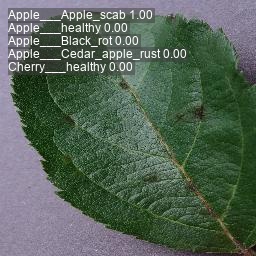 Apple___Apple_scab 1.00
Apple___healthy 0.00
Apple___Black_rot 0.00
Apple___Cedar_apple_rust 0.00
Cherry___healthy 0.00